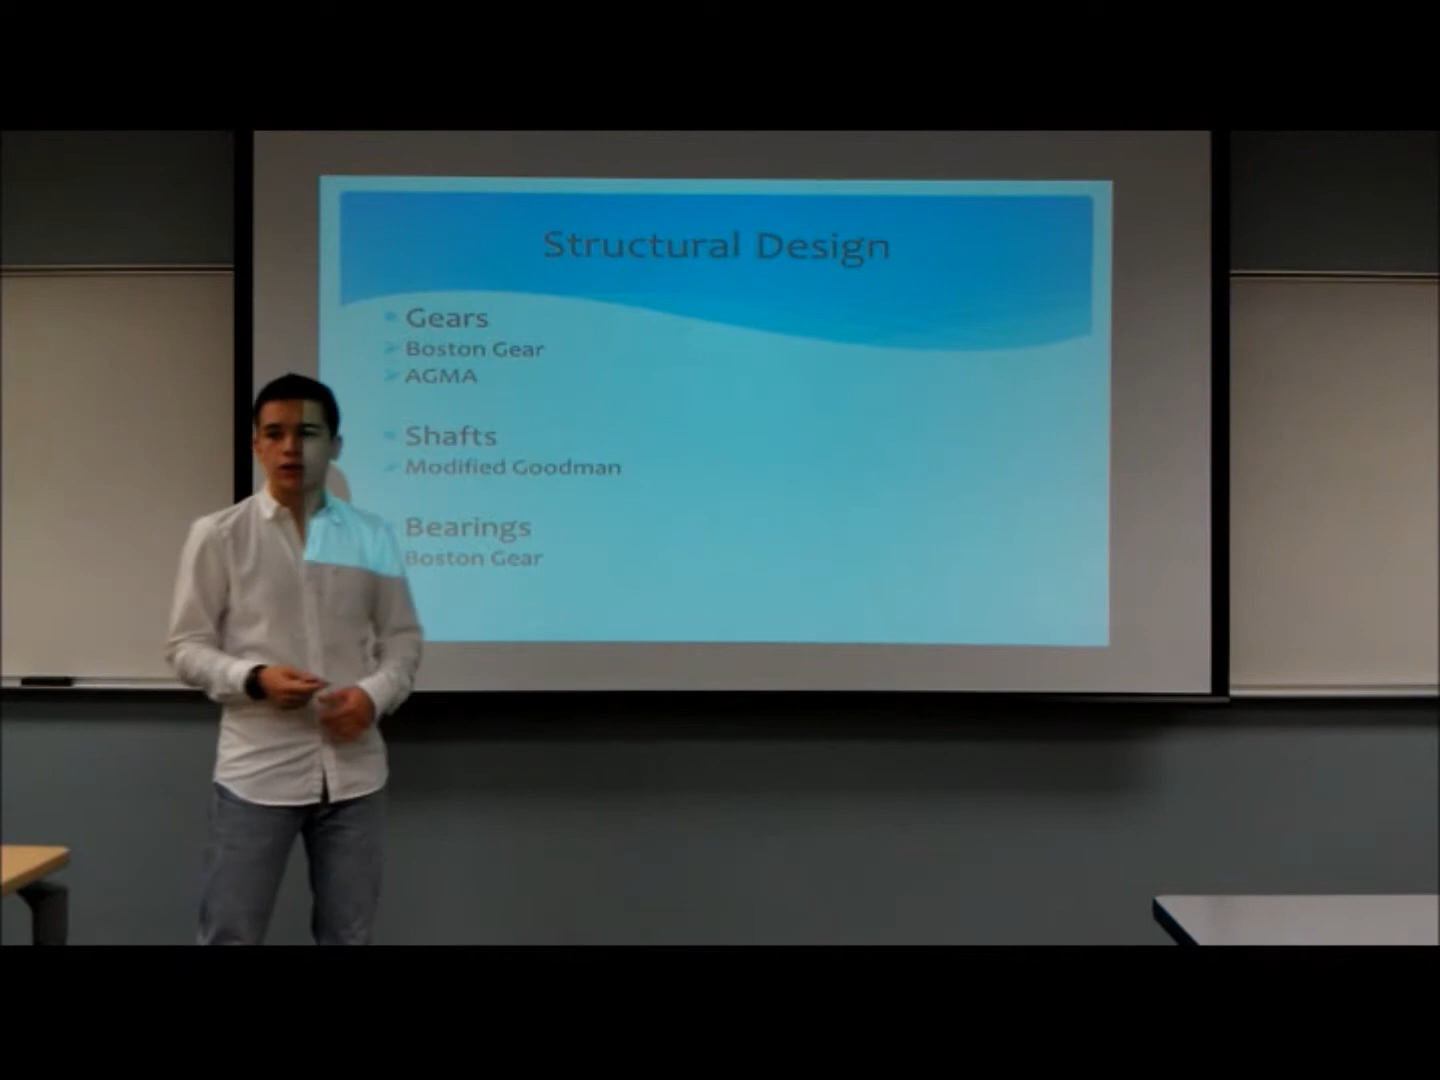 Structural Design
Gears
Boston Gear
AGMA
Shafts
Modified Goodman
Bearings
Boston Gear